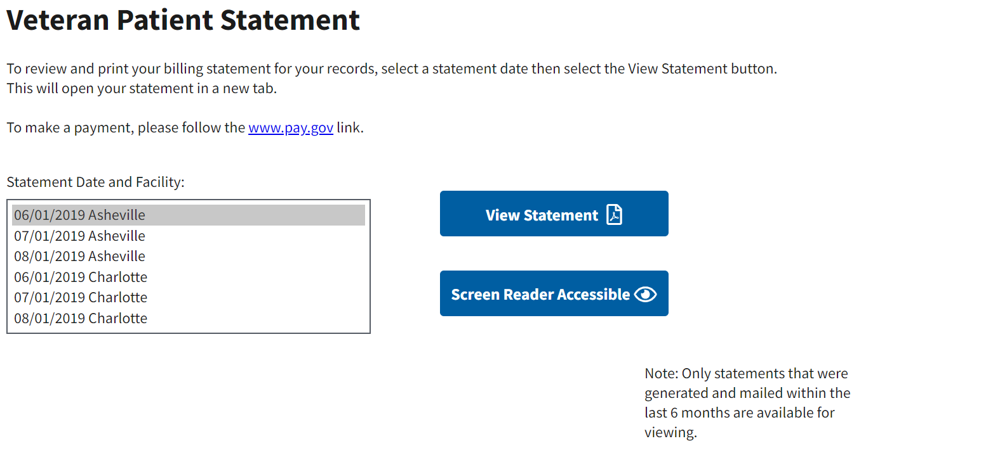 Veteran Patient Statement
To review and print your billing statement for your records, select a statement date then select the View Statement button.
This will open your statement in a new tab.
To make a payment, please follow the www.pay.gov link.
Statement Date and Facility:
06/01/2019 Asheville
07/01/2019 Asheville
08/01/2019 Asheville
06/01/2019 Charlotte
07/01/2019 Charlotte
08/01/2019 Charlotte
View Statement
Screen Reader Accessible
Note: Only statements that were
generated and mailed within the
last 6 months are available for
viewing.